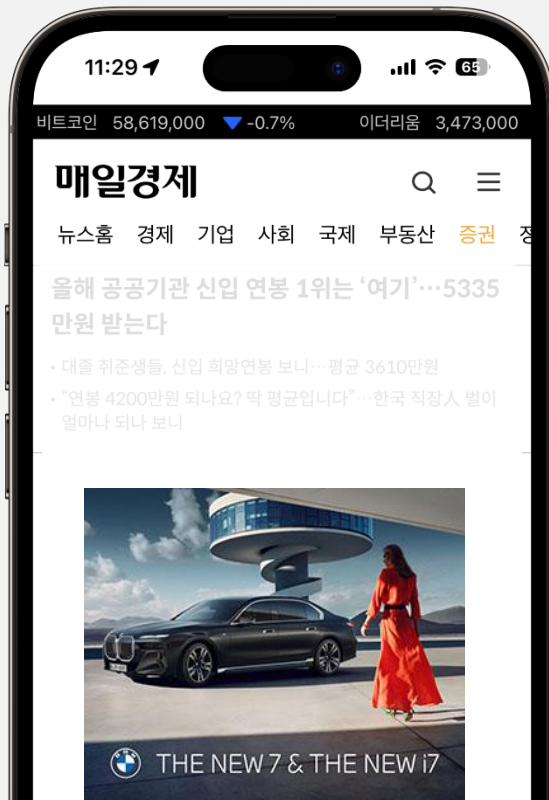 11:29 65
비트코인 58,619,000 ▼ -0.7% 이더리움 3,473,000
매일경제
뉴스홈 경제 기업 사회 국제 부동산 증권
올해 공공기관 신입 연봉 1위는 ‘여기’…5335
만원 받는다
• 대졸 취준생들, 신입 희망연봉 보니…평균 3610만원
• “연봉 4200만원 되나요? 딱 평균입니다”…한국 직장人 벌이
얼마나 되나 보니
THE NEW 7 & THE NEW i7